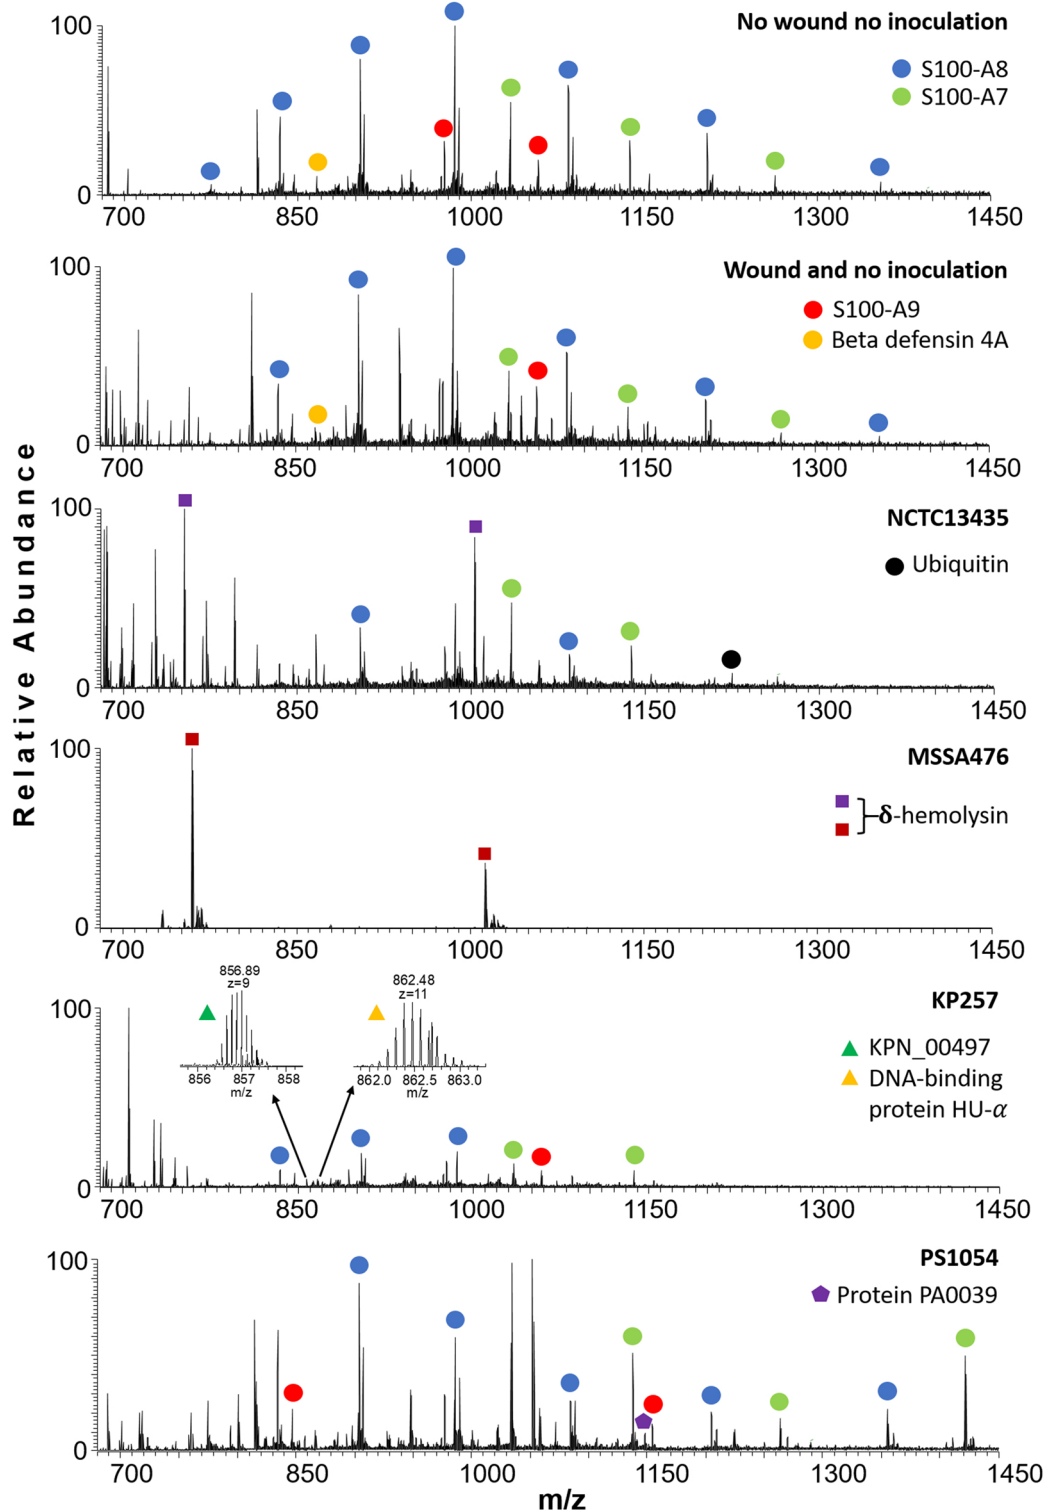 No wound no inoculation
100
S100-A8
S100-A7
0
700 850 1000 1150 1300 1450
Wound and no inoculation
100
S100-A9
Beta defensin 4A
0
700 850 1000 1150 1300 1450
NCTC13435
100
Ubiquitin
0
700 850 1000 1150 1300 1450
Relative Abundance
MSSA476
100
δ-hemolysin
0
700 850 1000 1150 1300 1450
KP257
100
856.89
z=9
862.48
z=11
856 857 858
m/z
862.0 862.5 863.0
m/z
KPN_00497
DNA-binding
protein HU-α
0
700 850 1000 1150 1300 1450
PS1054
100
Protein PA0039
0
700 850 1000 1150 1300 1450
m/z